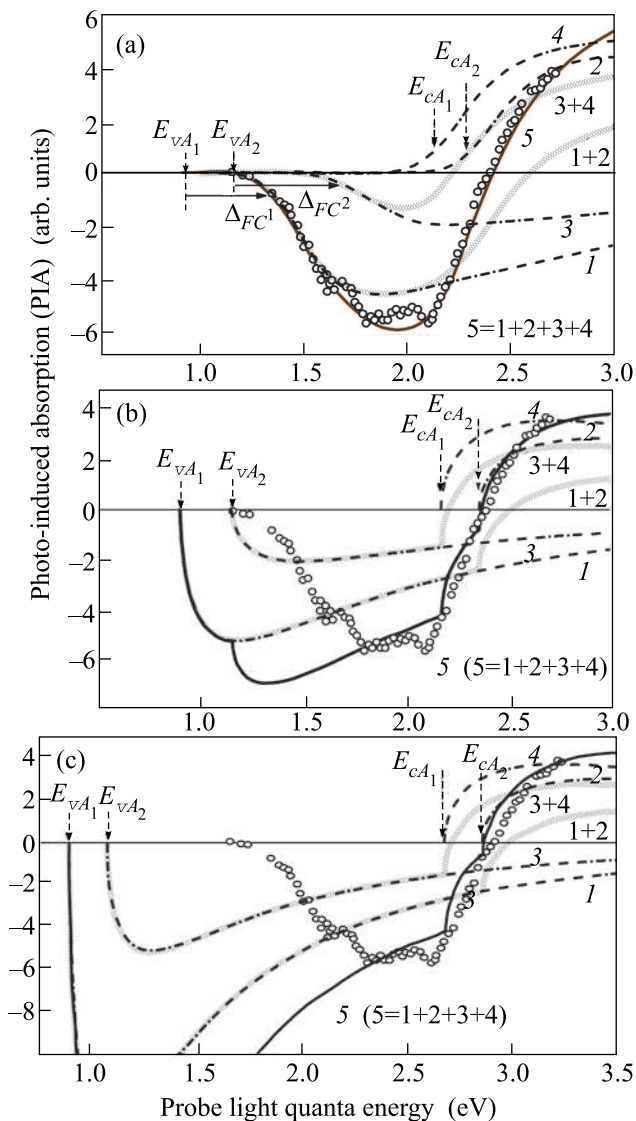 Photo-induced absorption (PIA) (arb. units)
(a)
6
4
2
0
−2
−4
−6
E_{vA_1}
E_{vA_2}
E_{cA_1}
E_{cA_2}
Δ_{FC}1
Δ_{FC}2
4
2
3+4
5
1+2
3
1
5=1+2+3+4
1.0 1.5 2.0 2.5 3.0
(b)
4
2
0
−2
−4
−6
E_{vA_1}
E_{vA_2}
E_{cA_1}
E_{cA_2}
4
2
3+4
1+2
3
1
5 (5=1+2+3+4)
1.0 1.5 2.0 2.5 3.0
(c)
4
2
0
−2
−4
−6
−8
E_{vA_1} E_{vA_2}
E_{cA_1}
E_{cA_2}
4
2
3+4
1+2
3
3
1
5 (5=1+2+3+4)
1.0 1.5 2.0 2.5 3.0 3.5
Probe light quanta energy (eV)